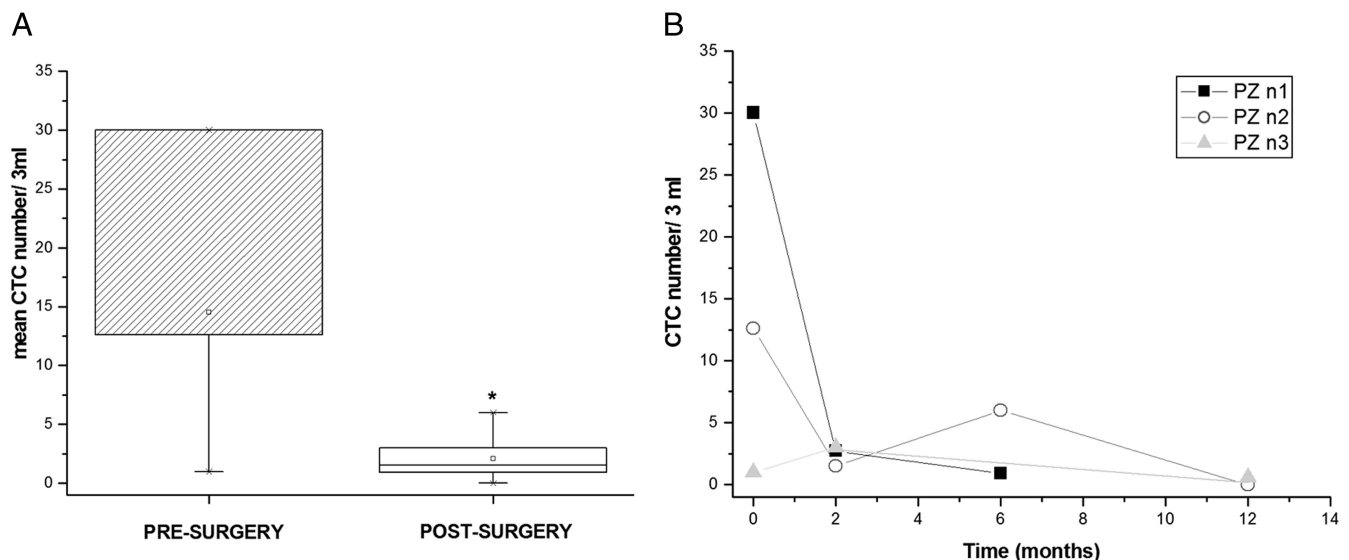 A
mean CTC number/ 3ml
35
30
25
20
15
10
5
0
*
PRE-SURGERY
POST-SURGERY
B
CTC number/ 3 ml
35
30
25
20
15
10
5
0
PZ n1
PZ n2
PZ n3
0 2 4 6 8 10 12 14
Time (months)